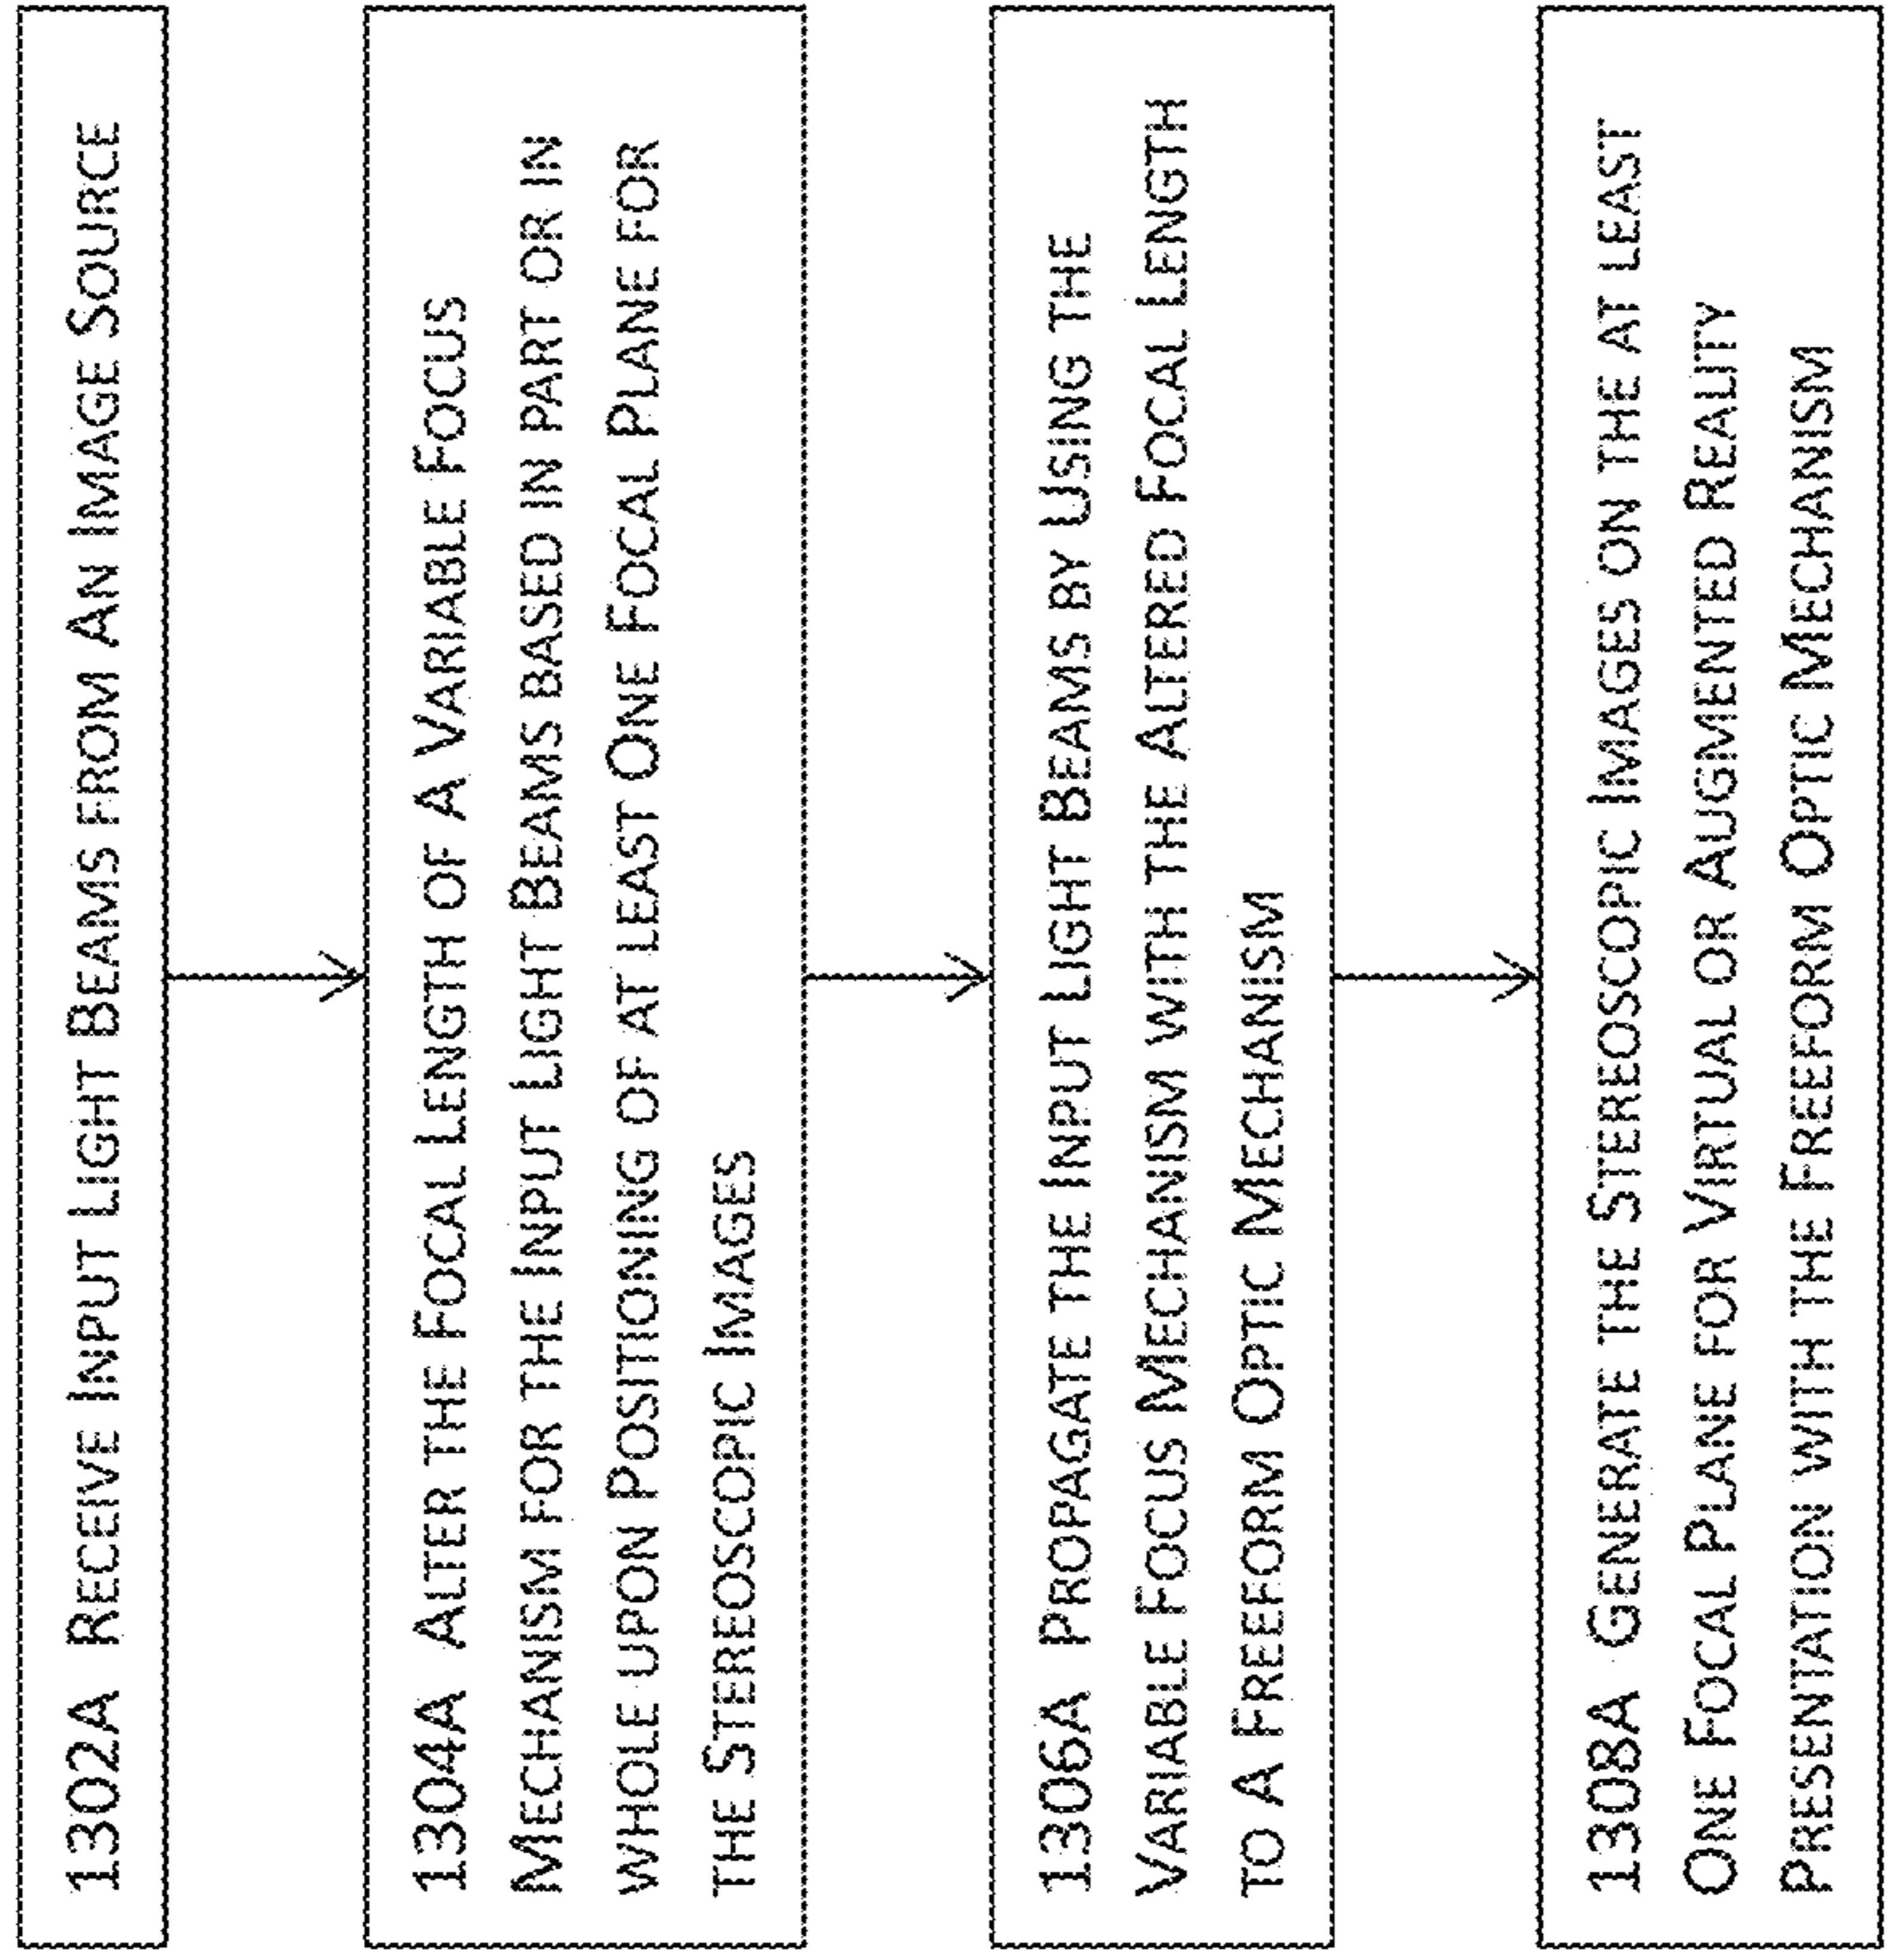 1302A RECEIVE INPUT LIGHT BEAMS FROM AN IMAGE SOURCE
1304A ALTER THE FOCAL LENGTH OF A VARIABLE FOCUS
MECHANISM FOR THE INPUT LIGHT BEAMS BASED IN PART OR IN
WHOLE UPON POSITIONING OF AT LEAST ONE FOCAL PLANE FOR
THE STEREOSCOPIC IMAGES
1306A PROPAGATE THE INPUT LIGHT BEAMS BY USING THE
VARIABLE FOCUS MECHANISM WITH THE ALTERED FOCAL LENGTH
TO A FREEFORM OPTIC MECHANISM
1308A GENERATE THE STEREOSCOPIC IMAGES ON THE AT LEAST
ONE FOCAL PLANE FOR VIRTUAL OR AUGMENTED REALITY
PRESENTATION WITH THE FREEFORM OPTIC MECHANISM